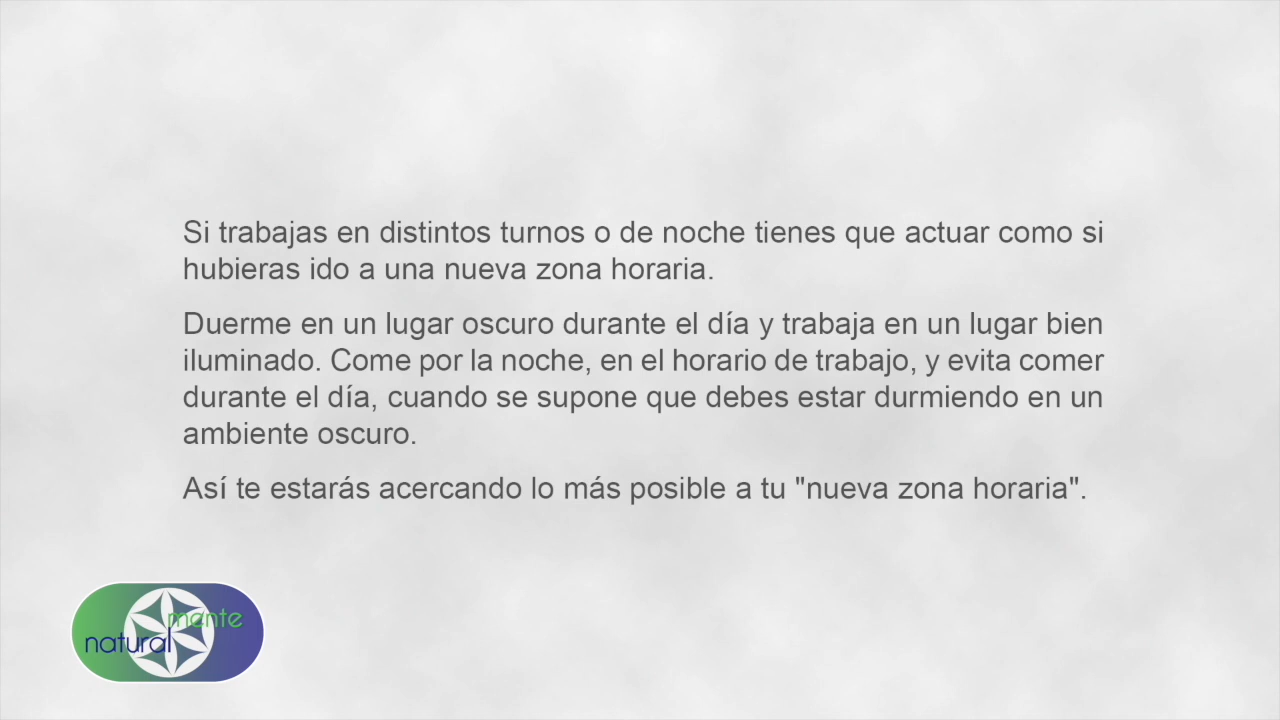 Si trabajas en distintos turnos o de noche tienes que actuar como si
hubieras ido a una nueva zona horaria.
Duerme en un lugar oscuro durante el día y trabaja en un lugar bien
iluminado. Come por la noche, en el horario de trabajo, y evita comer
durante el día, cuando se supone que debes estar durmiendo en un
ambiente oscuro.
Así te estarás acercando lo más posible a tu "nueva zona horaria".
natural
mente